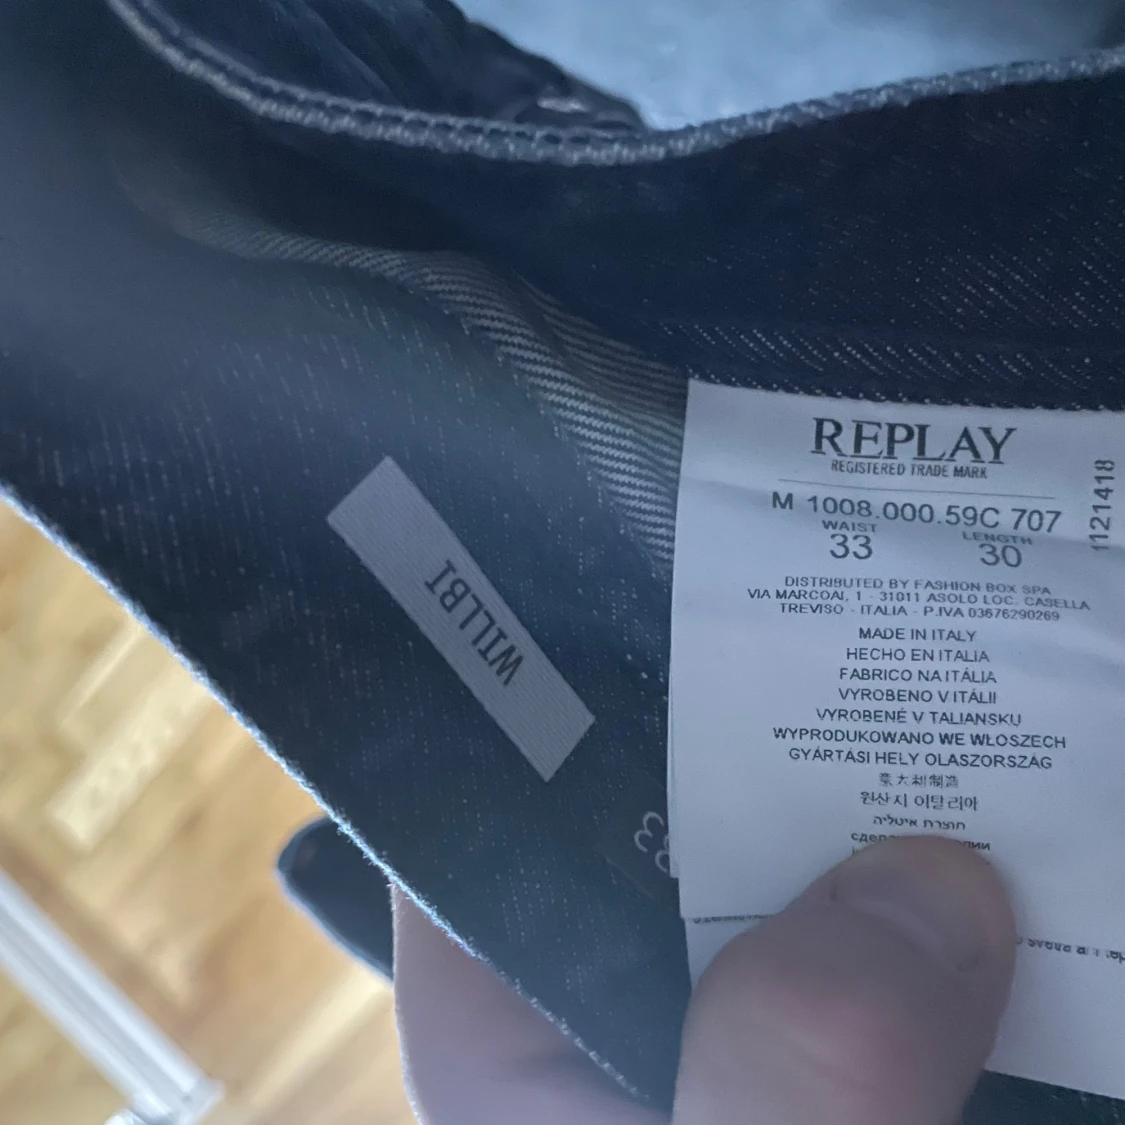 REPLAY
REGISTERED TRADE MARK
M 1008.000.59C 707
WAIST LENGTH
33 30
DISTRIBUTED BY FASHION BOX SPA
VIA MARCOAI, 1 - 31011 ASOLO LOC. CASELLA
TREVISO - ITALIA - P.IVA 03676290269
MADE IN ITALY
HECHO EN ITALIA
FABRICO NA ITÁLIA
VYROBENO V ITÁLII
VYROBENÉ V TALIANSKU
WYPRODUKOWANO WE WŁOSZECH
GYÁRTÁSI HELY OLASZORSZÁG
意大利制造
원산지 이탈리아
תוצרת איטליה
1121418
WILLBI
33